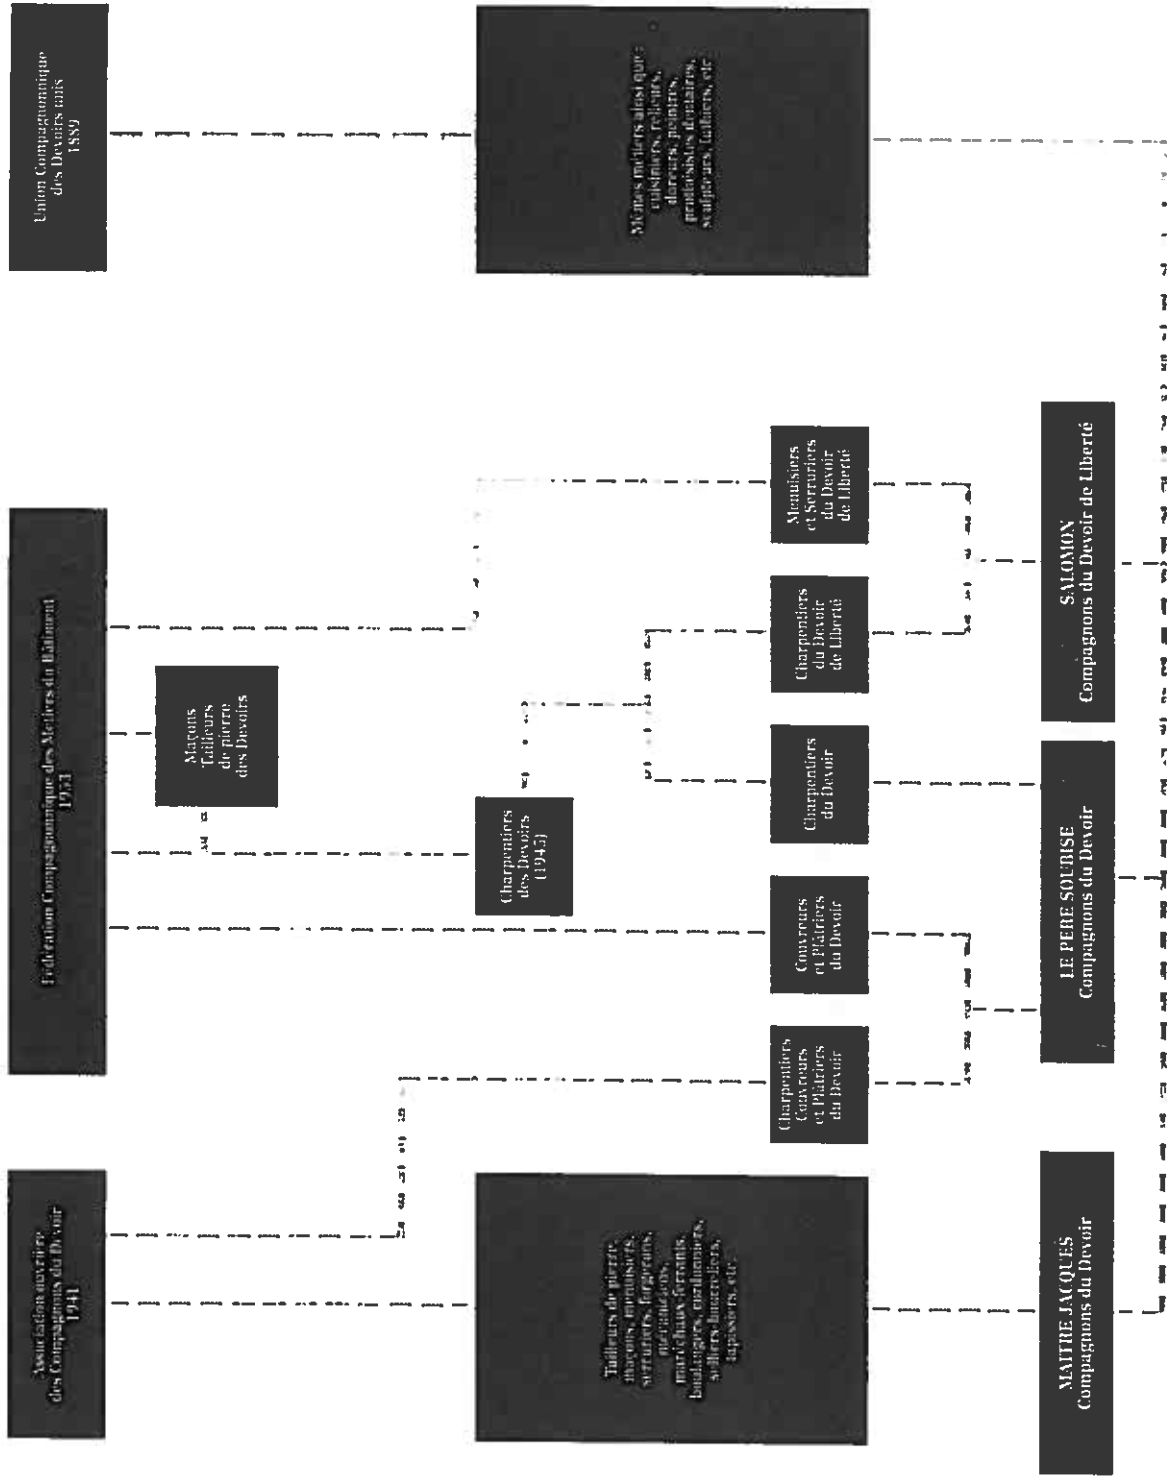 Association ouvrière
des Compagnons du Devoir
1941
Fédération Compagnonnique des Métiers du Bâtiment
Union Compagnonnique
des Devoirs unis
1889
Maçons
Tailleurs
de pierre
des Devoirs
Tailleurs de pierre,
maçons, menuisiers,
serruriers, forgerons,
mécaniciens,
maréchaux-ferrants,
boulangers, cordonniers,
selliers, bourreliers,
tapissiers, etc.
Charpentiers
des Devoirs
(1945)
Mêmes métiers ainsi que :
cuisiniers, relieurs,
doreurs, peintres,
prothésistes dentaires,
sculpteurs, luthiers, etc.
Charpentiers
Couvreurs
et Plâtriers
du Devoir
Couvreurs
et Plâtriers
du Devoir
Charpentiers
du Devoir
Charpentiers
du Devoir
de Liberté
Menuisiers
et Serruriers
du Devoir
de Liberté
MAITRE JACQUES
Compagnons du Devoir
LE PERE SOUBISE
Compagnons du Devoir
SALOMON
Compagnons du Devoir de Liberté